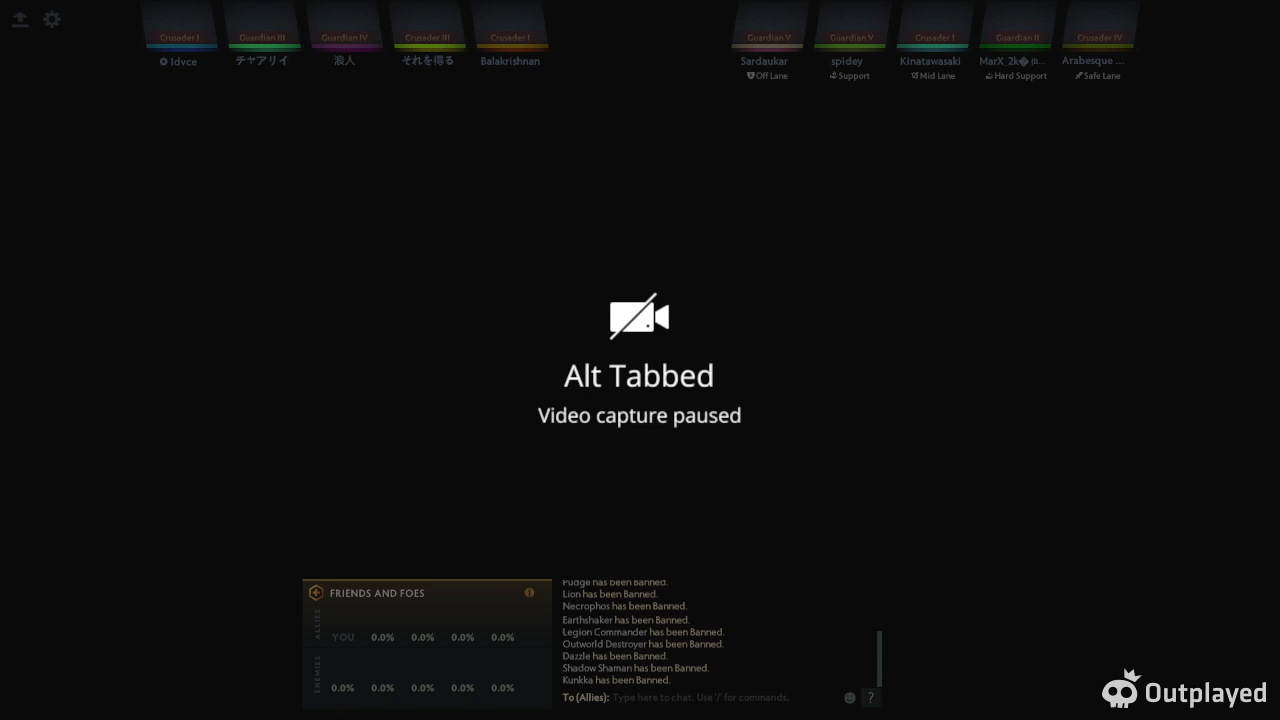 Crusader I
Guardian III
Guardian IV
Crusader III
Crusader I
Guardian V
Guardian V
Crusader I
Guardian II
Crusader IV
Idvce
チャアリイ
浪人
それを得る
Balakrishnan
Sardaukar
spidey
Kinatawasaki
MarX_2k
Arabesque ...
Off Lane
Support
Mid Lane
Hard Support
Safe Lane
Alt Tabbed
Video capture paused
FRIENDS AND FOES
ALLIES
YOU 0.0% 0.0% 0.0% 0.0%
ENEMIES
0.0% 0.0% 0.0% 0.0% 0.0%
Pudge has been Banned.
Lion has been Banned.
Necrophos has been Banned.
Earthshaker has been Banned.
Legion Commander has been Banned.
Outworld Destroyer has been Banned.
Dazzle has been Banned.
Shadow Shaman has been Banned.
Kunkka has been Banned.
To (Allies): Type here to chat. Use '/' for commands.
?
Outplayed